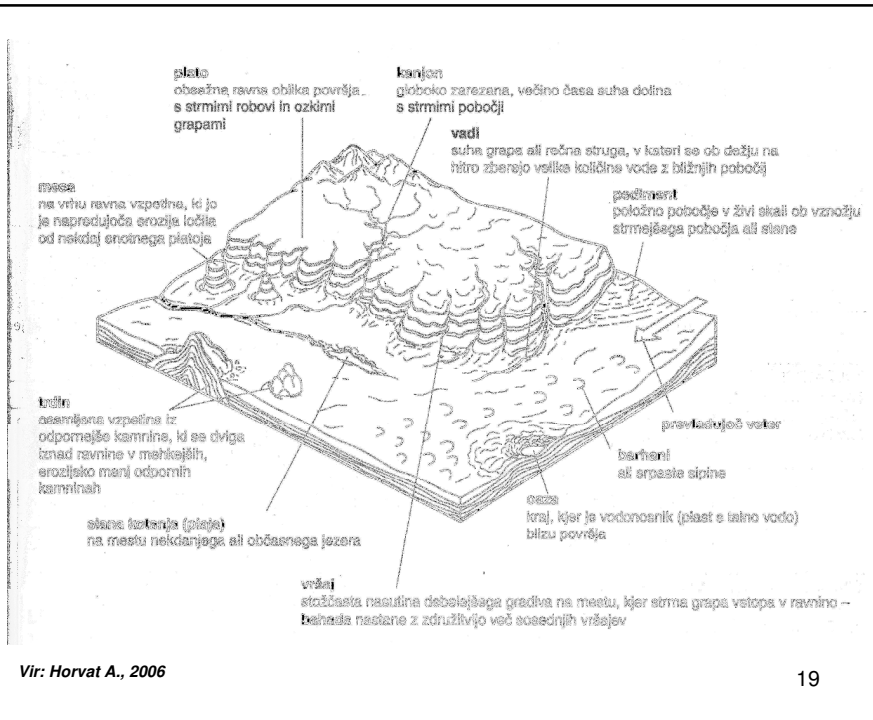 plato
obsežna ravna oblika površja
s strmimi robovi in ozkimi
grapami
kanjon
globoko zarezana, večino časa suha dolina
s strmimi pobočji
vadi
suha grapa ali rečna struga, v kateri se ob dežju na
hitro zberejo velike količine vode z bližnjih pobočij
mesa
na vrhu ravna vzpetina, ki jo
je napredujoča erozija ločila
od nekdaj enotnega platoja
pediment
položno pobočje v živi skali ob vznožju
strmejšega pobočja ali stene
trdin
osamljena vzpetina iz
odpornejše kamnine, ki se dviga
iznad ravnine v mehkejših,
erozijsko manj odpornih
kamninah
prevladujoč veter
barhani
ali srpaste sipine
oaza
kraj, kjer je vodonosnik (plast s talno vodo)
blizu površja
slana kotanja (plaja)
na mestu nekdanjega ali občasnega jezera
vršaj
stožčasta nasutina debelejšega gradiva na mestu, kjer strma grapa vstopa v ravnino –
bahada nastane z združitvijo več sosednjih vršajev
Vir: Horvat A., 2006
19